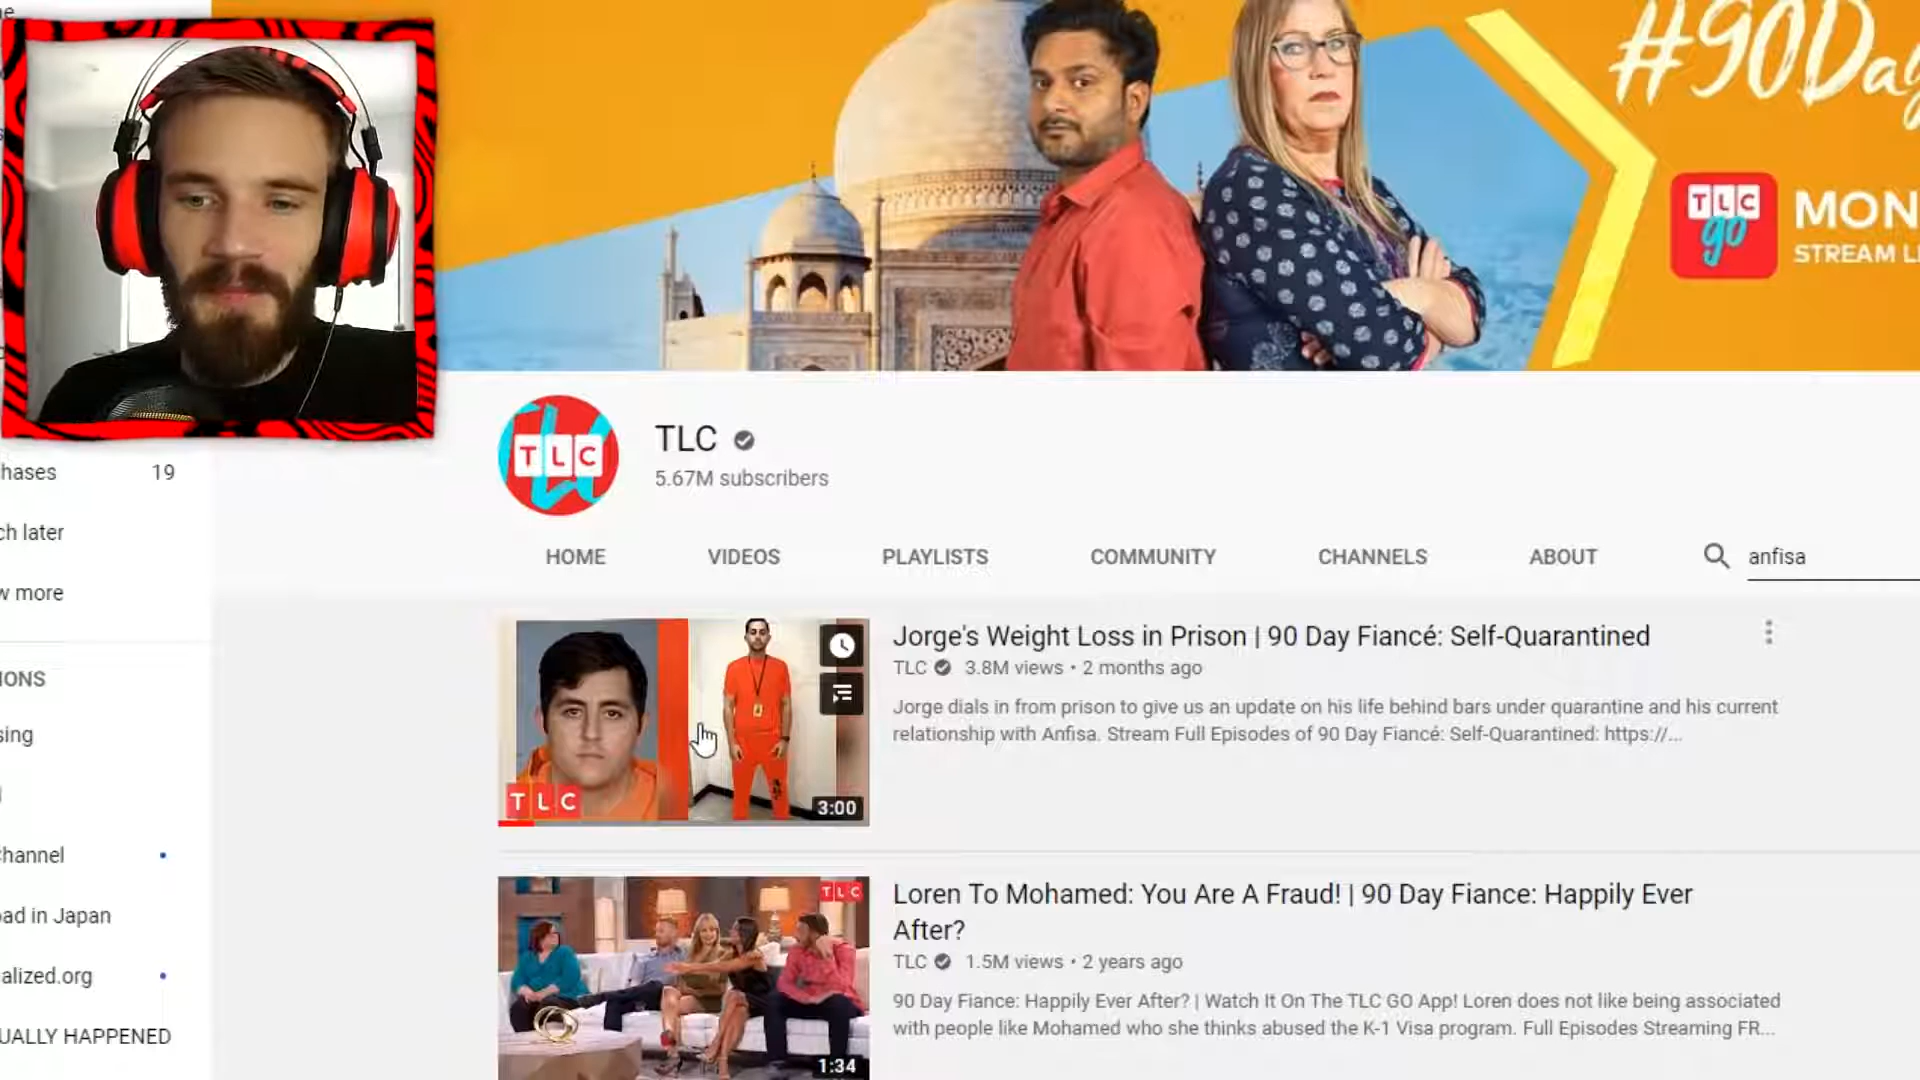 #90Day
TLC
go
MON
STREAM L
TLC
TLC
5.67M subscribers
HOME
VIDEOS
PLAYLISTS
COMMUNITY
CHANNELS
ABOUT
anfisa
hases
19
ch later
w more
IONS
sing
Channel
oad in Japan
alized.org
UALLY HAPPENED
TLC
3:00
Jorge's Weight Loss in Prison | 90 Day Fiancé: Self-Quarantined
TLC 3.8M views • 2 months ago
Jorge dials in from prison to give us an update on his life behind bars under quarantine and his current
relationship with Anfisa. Stream Full Episodes of 90 Day Fiancé: Self-Quarantined: https://...
TLC
1:34
Loren To Mohamed: You Are A Fraud! | 90 Day Fiance: Happily Ever
After?
TLC 1.5M views • 2 years ago
90 Day Fiance: Happily Ever After? | Watch It On The TLC GO App! Loren does not like being associated
with people like Mohamed who she thinks abused the K-1 Visa program. Full Episodes Streaming FR...